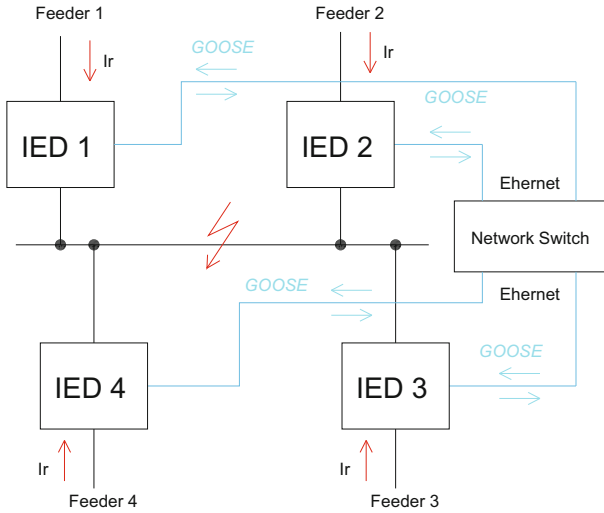 Feeder 1
Feeder 2
GOOSE
Ir
Ir
GOOSE
IED 1
IED 2
Ehernet
Network Switch
GOOSE
Ehernet
GOOSE
IED 4
IED 3
Ir
Ir
Feeder 4
Feeder 3